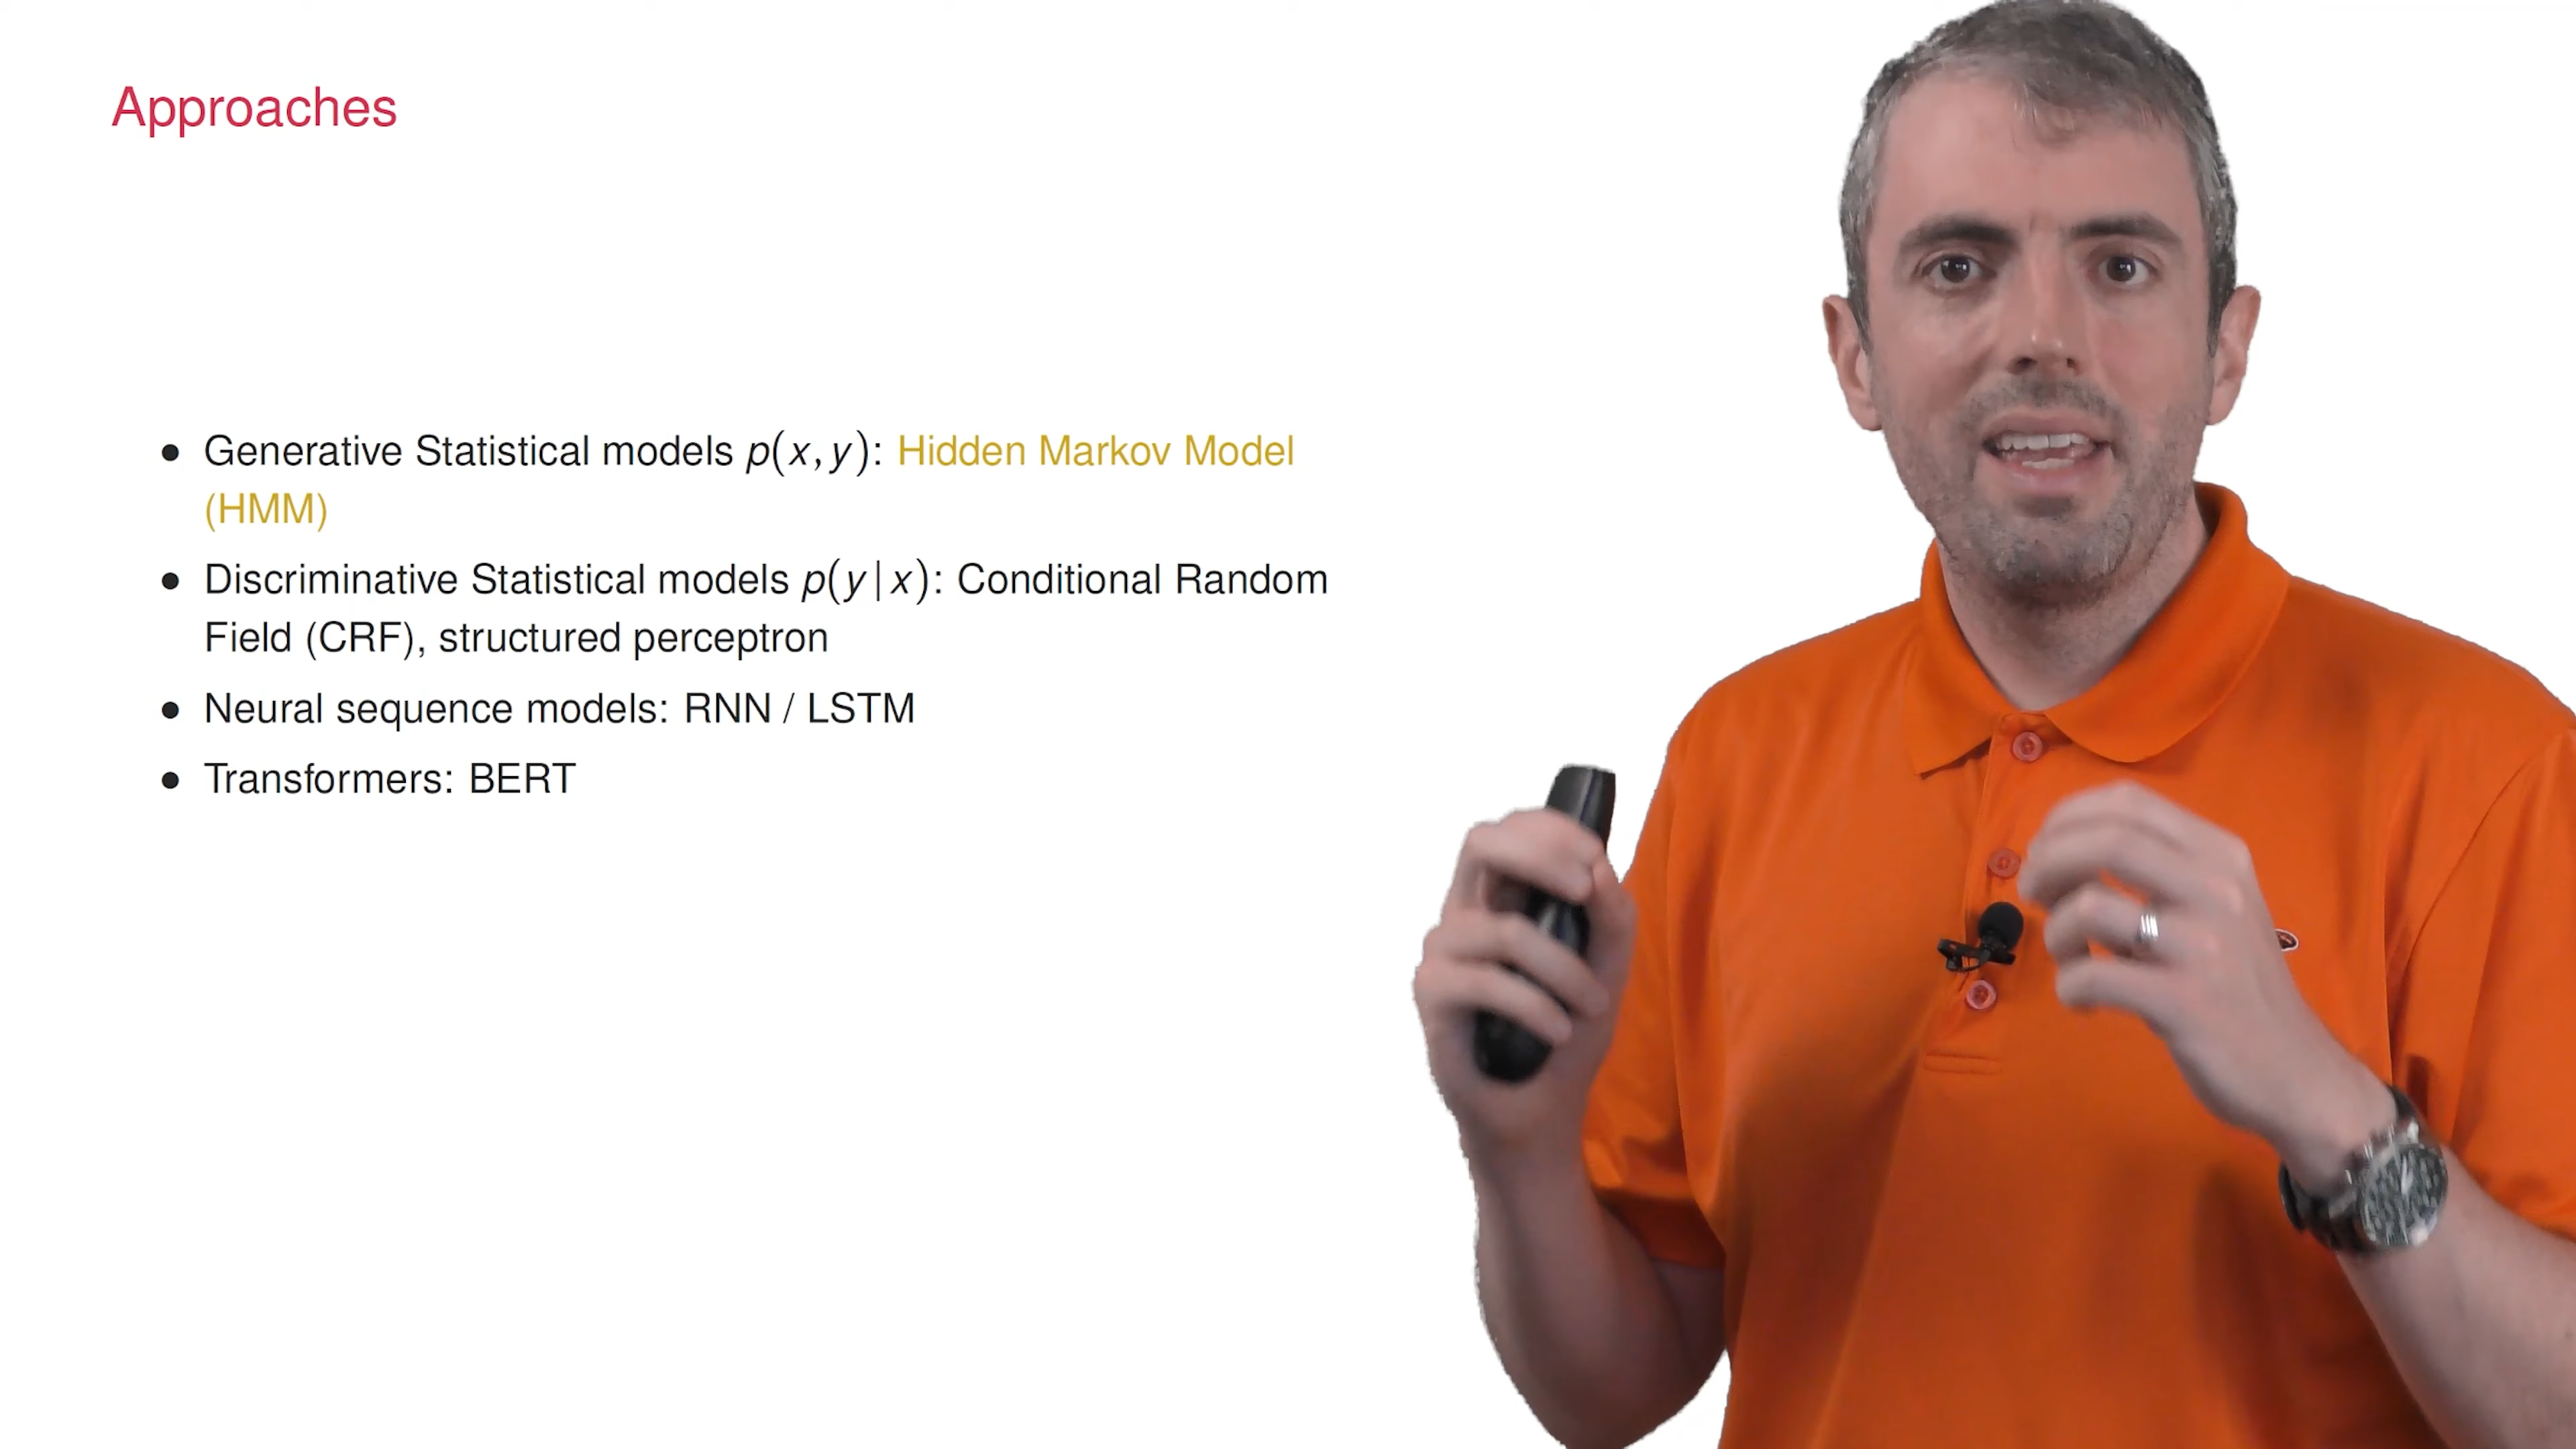 Approaches
• Generative Statistical models p(x, y): Hidden Markov Model
(HMM)
• Discriminative Statistical models p(y | x): Conditional Random
Field (CRF), structured perceptron
• Neural sequence models: RNN / LSTM
• Transformers: BERT